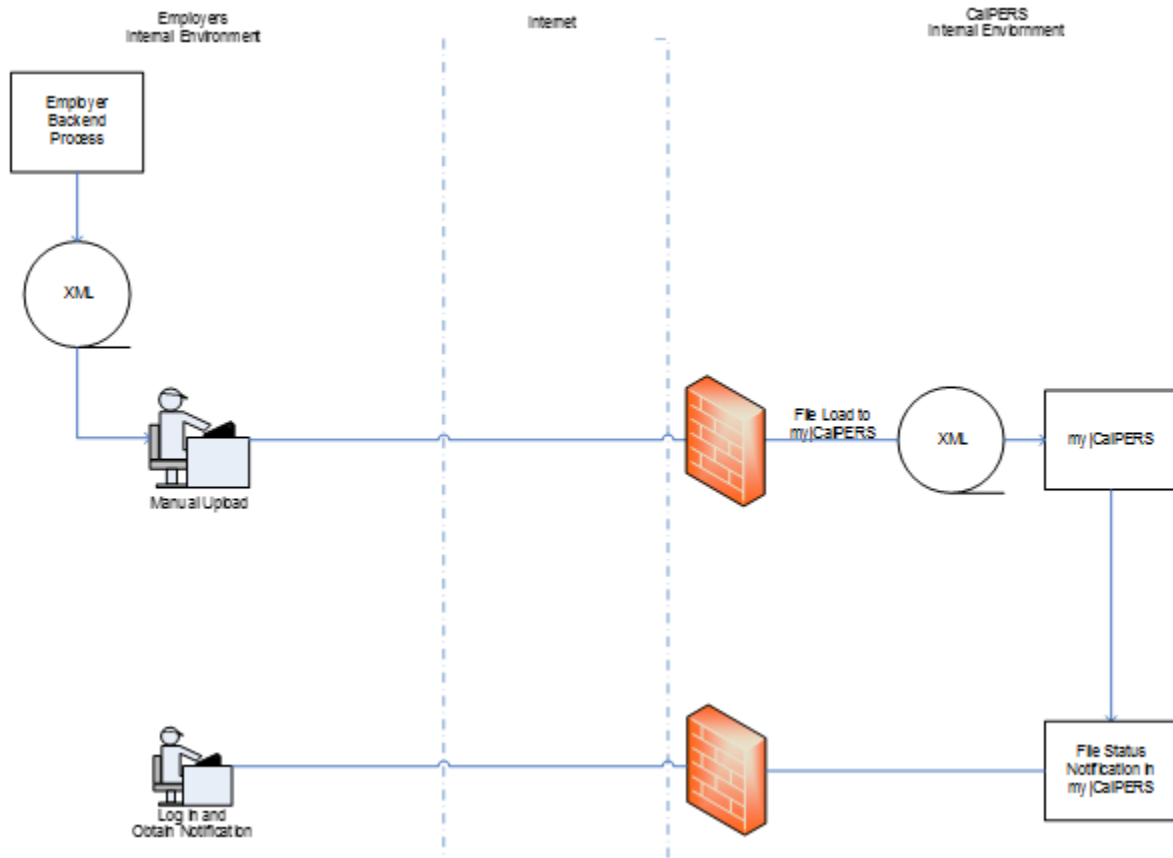 Employers
Internal Environment
Internet
CalPERS
Internal Enviornment
Employer
Backend
Process
XML
Manual Upload
File Load to
my|CalPERS
XML
my|CalPERS
Log In and
Obtain Notification
File Status
Notification in
my|CalPERS